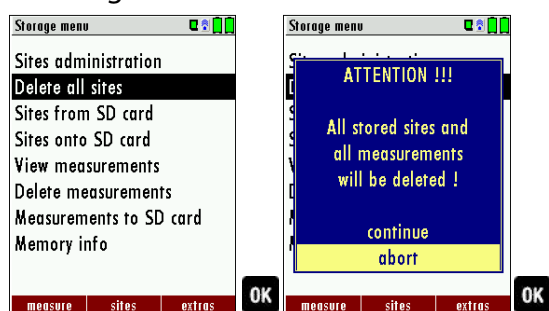 Storage menu
Sites administration
Delete all sites
Sites from SD card
Sites onto SD card
View measurements
Delete measurements
Measurements to SD card
Memory info
measure sites extras
OK
Storage menu
ATTENTION !!!
All stored sites and
all measurements
will be deleted !
continue
abort
measure sites extras
OK